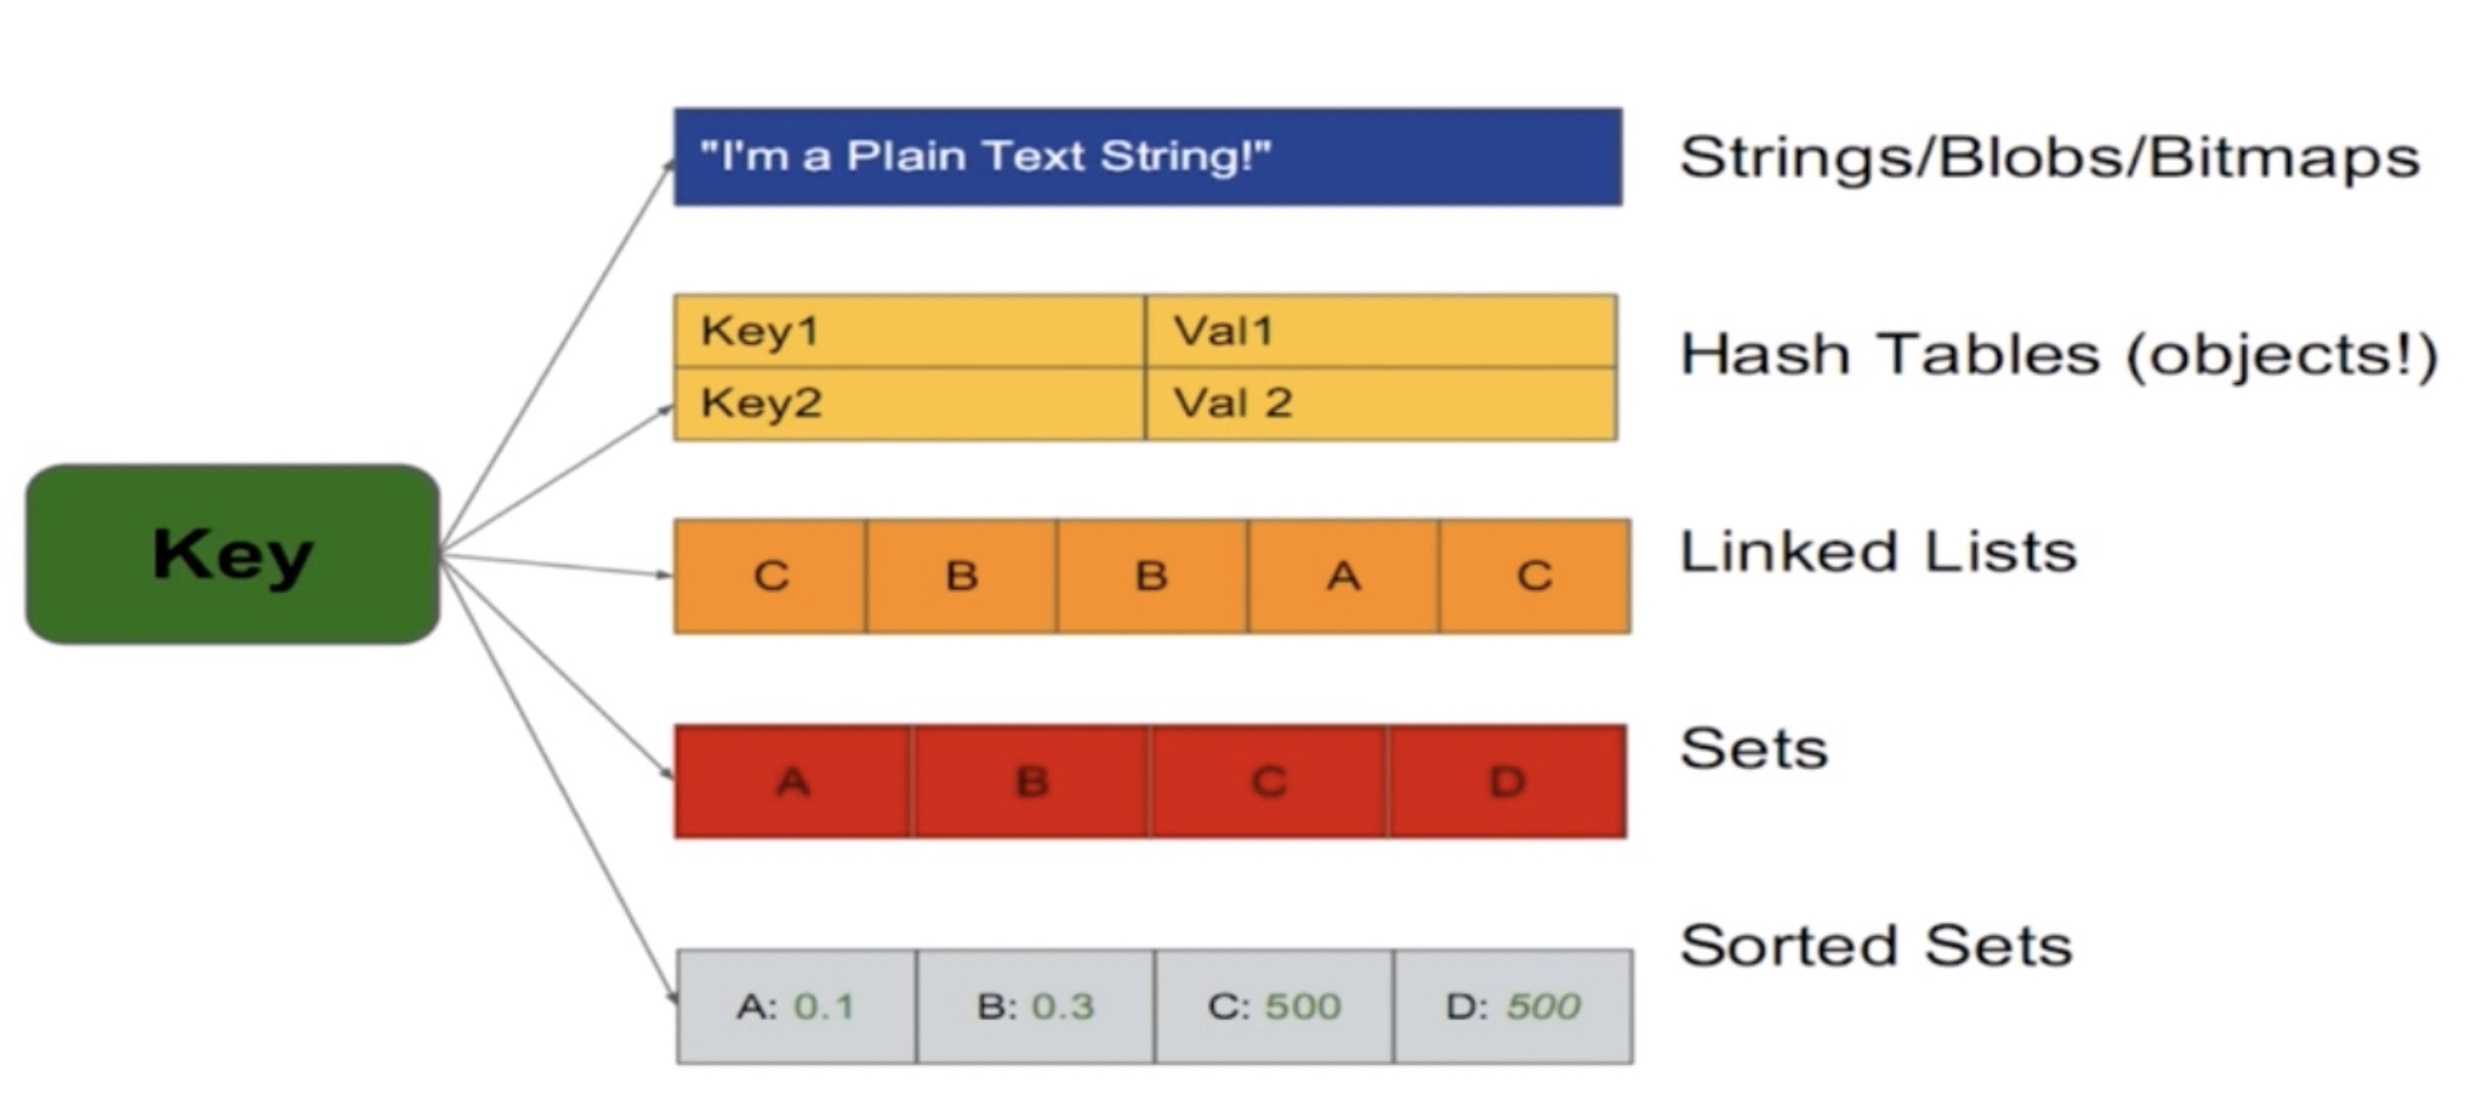 "I'm a Plain Text String!"
Strings/Blobs/Bitmaps
Key1 Val1
Key2 Val 2
Hash Tables (objects!)
Key
C B B A C
Linked Lists
A B C D
Sets
A: 0.1 B: 0.3 C: 500 D: 500
Sorted Sets